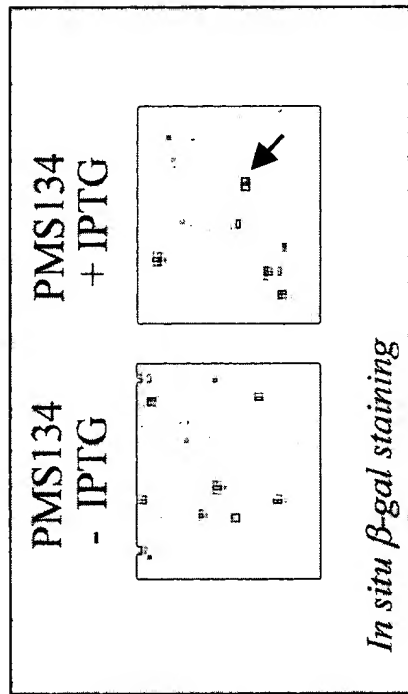 PMS134
- IPTG
PMS134
+ IPTG
In situ β-gal staining